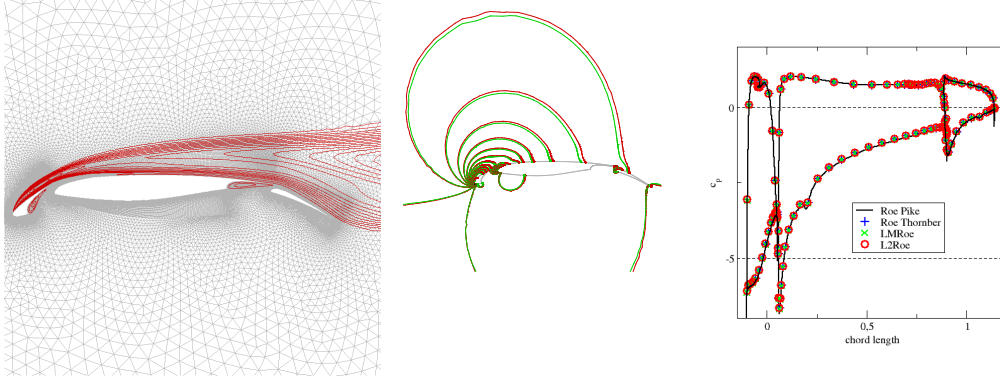 0
c_p
-5
Roe Pike
Roe Thornber
LMRoe
L2Roe
0 0,5 1
chord length